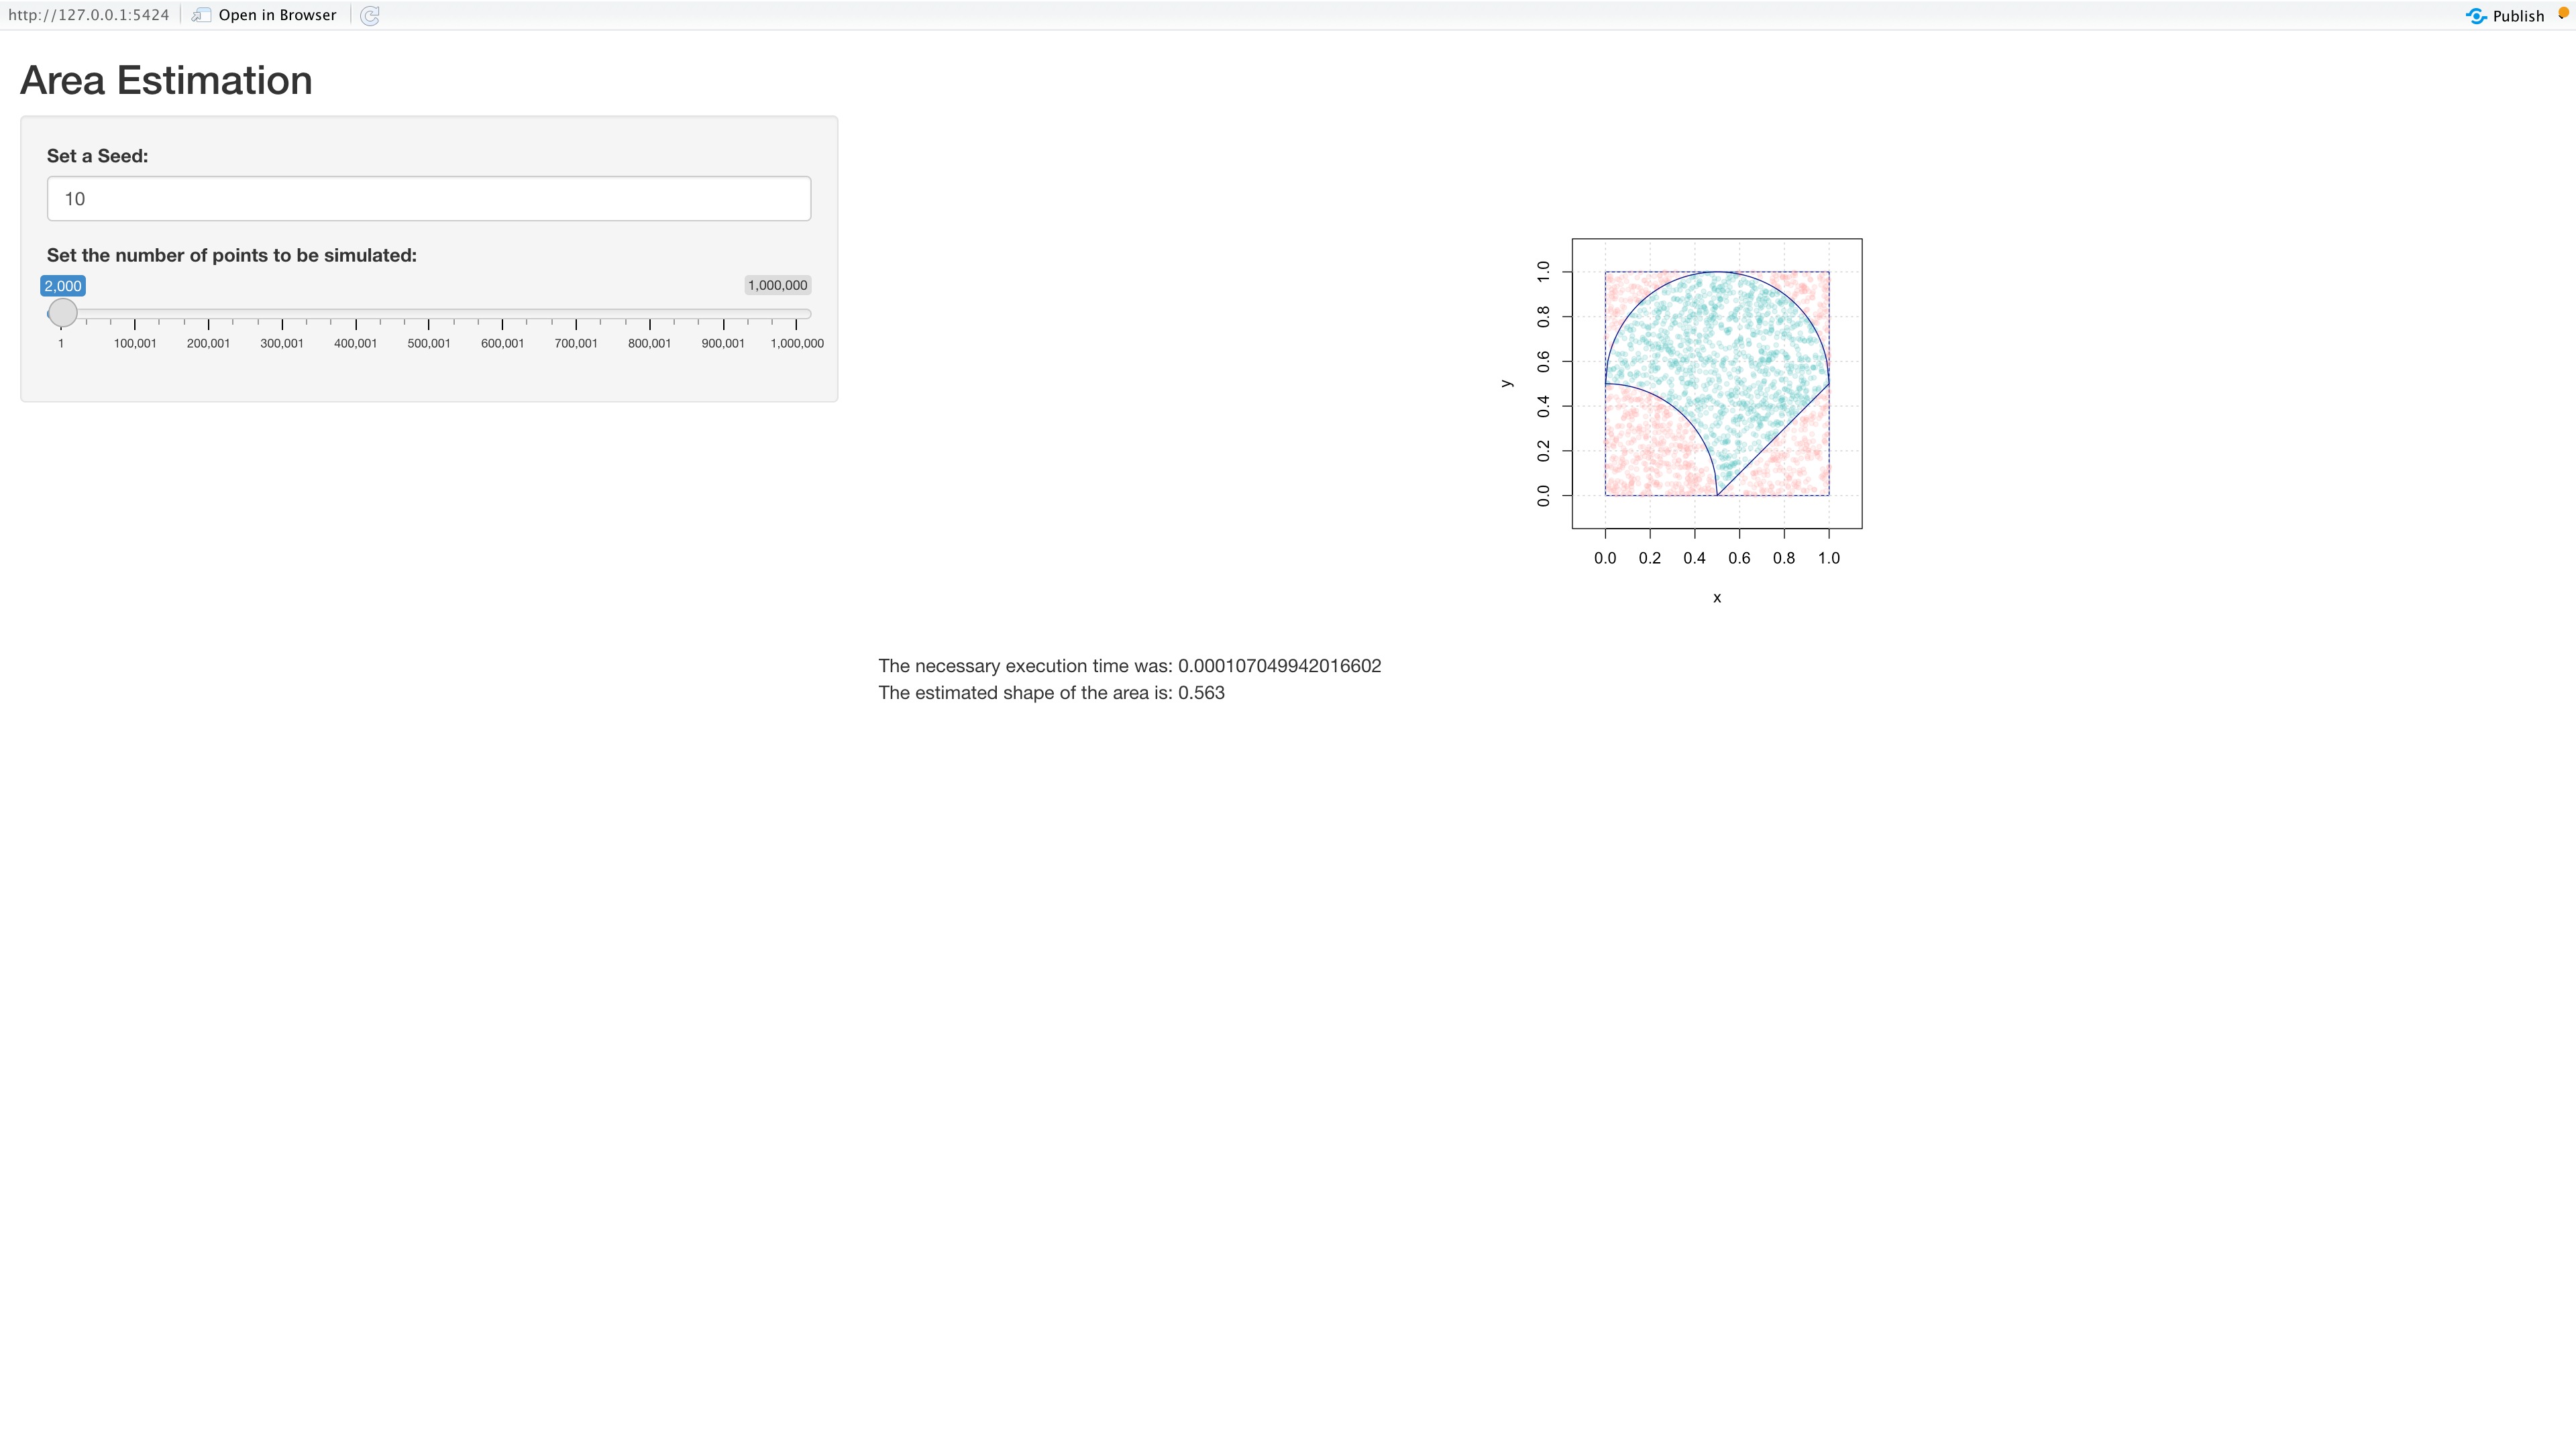 http://127.0.0.1:5424 Open in Browser Publish
Area Estimation
Set a Seed:
10
Set the number of points to be simulated:
2,000 1,000,000
1 100,001 200,001 300,001 400,001 500,001 600,001 700,001 800,001 900,001 1,000,000
y
1.0
0.8
0.6
0.4
0.2
0.0
0.0 0.2 0.4 0.6 0.8 1.0
x
The necessary execution time was: 0.000107049942016602
The estimated shape of the area is: 0.563